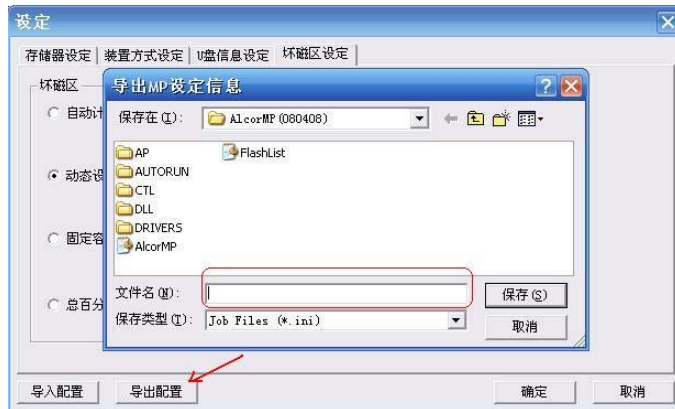 设定
存储器设定 装置方式设定 U盘信息设定 坏磁区设定
坏磁区
自动计
动态设
固定容
总百分
导出MP设定信息
保存在(I): AlcorMP(080408)
AP
AUTORUN
CTL
DLL
DRIVERS
AlcorMP
FlashList
文件名(N):
保存(S)
保存类型(T): Job Files (*.ini)
取消
导入配置 导出配置 确定 取消